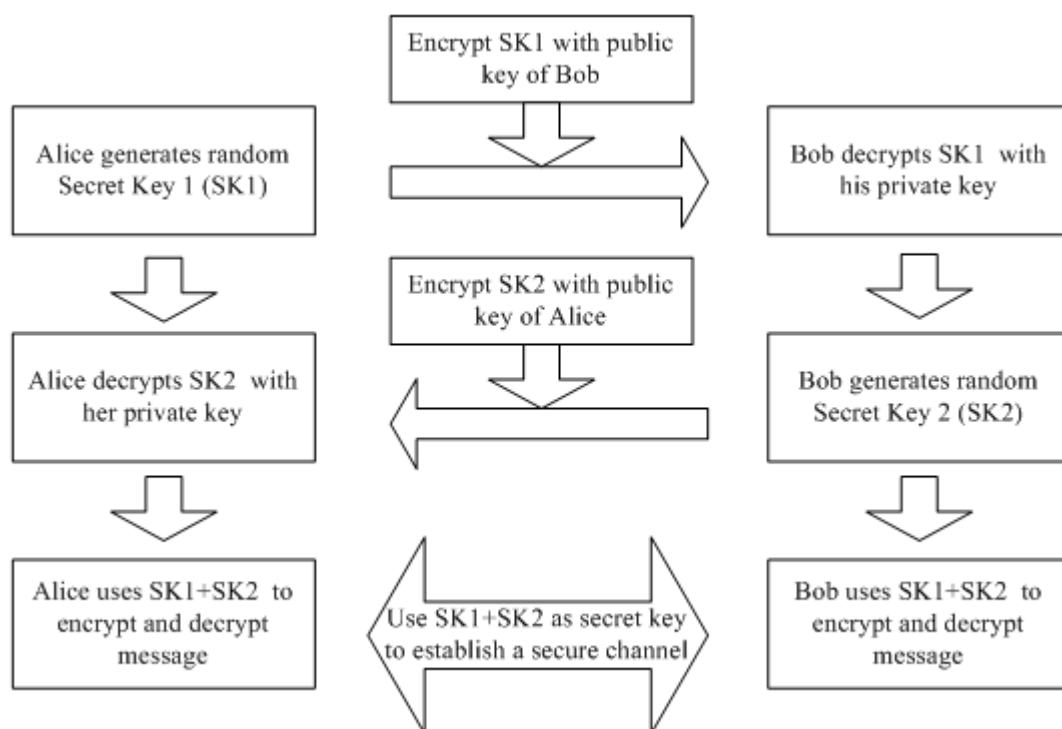 Encrypt SK1 with public
key of Bob
Alice generates random
Secret Key 1 (SK1)
Bob decrypts SK1 with
his private key
Encrypt SK2 with public
key of Alice
Alice decrypts SK2 with
her private key
Bob generates random
Secret Key 2 (SK2)
Alice uses SK1+SK2 to
encrypt and decrypt
message
Use SK1+SK2 as secret key
to establish a secure channel
Bob uses SK1+SK2 to
encrypt and decrypt
message